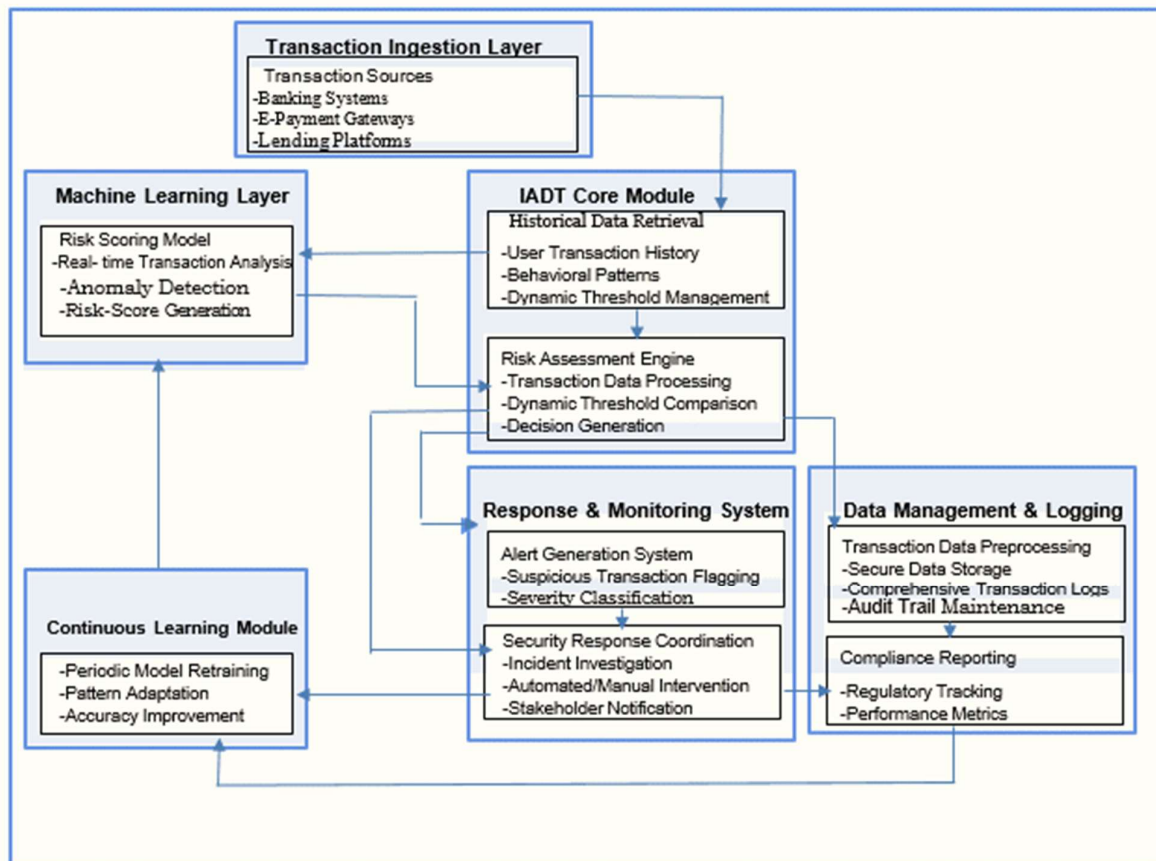 Transaction Ingestion Layer
Transaction Sources
-Banking Systems
-E-Payment Gateways
-Lending Platforms
Machine Learning Layer
Risk Scoring Model
-Real- time Transaction Analysis
-Anomaly Detection
-Risk-Score Generation
IADT Core Module
Historical Data Retrieval
-User Transaction History
-Behavioral Patterns
-Dynamic Threshold Management
Risk Assessment Engine
-Transaction Data Processing
-Dynamic Threshold Comparison
-Decision Generation
Response & Monitoring System
Alert Generation System
-Suspicious Transaction Flagging
-Severity Classification
Security Response Coordination
-Incident Investigation
-Automated/Manual Intervention
-Stakeholder Notification
Data Management & Logging
Transaction Data Preprocessing
-Secure Data Storage
-Comprehensive Transaction Logs
-Audit Trail Maintenance
Compliance Reporting
-Regulatory Tracking
-Performance Metrics
Continuous Learning Module
-Periodic Model Retraining
-Pattern Adaptation
-Accuracy Improvement